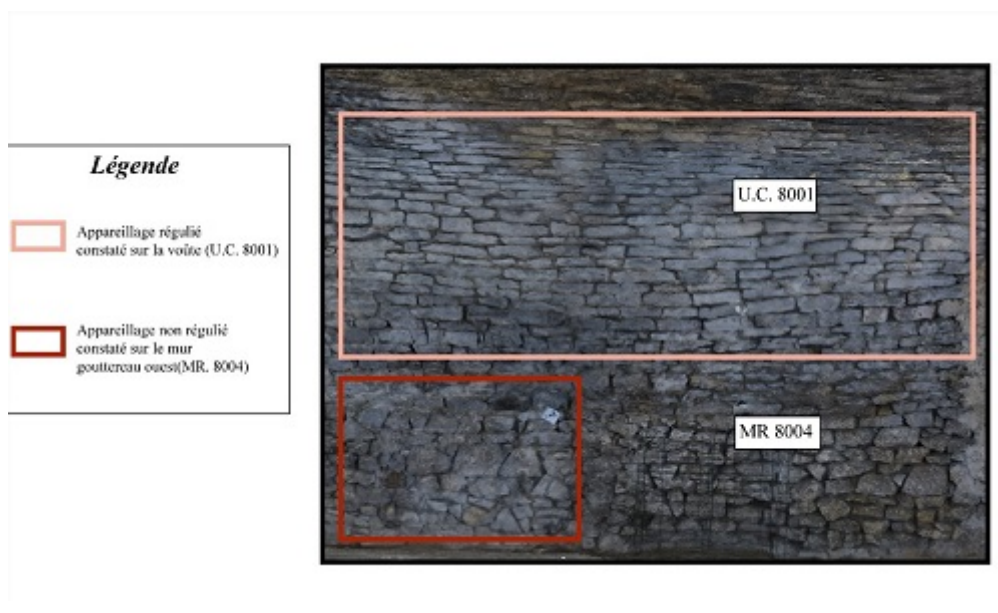 Légende
Appareillage régulié
constaté sur la voûte (U.C. 8001)
Appareillage non régulié
constaté sur le mur
gouttereau ouest(MR. 8004)
U.C. 8001
MR 8004